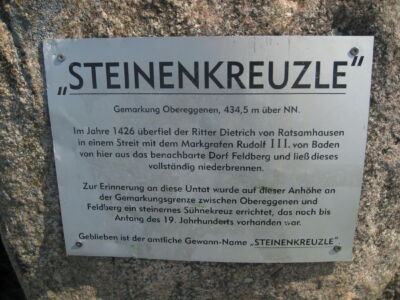 „STEINENKREUZLE“
Gemarkung Obereggenen, 434,5 über NN.
Im Jahre 1426 überfiel der Ritter Dietrich von Ratsamhausen
in einem Streit mit dem Markgrafen Rudolf III. von Baden
von hier aus das benachbarte Dorf Feldberg und ließ dieses
vollständig niederbrennen.
Zur Erinnerung an diese Untat wurde auf dieser Anhöhe an
der Gemarkungsgrenze zwischen Obereggenen und
Feldberg ein steinernes Sühnekreuz errichtet, das noch bis
Anfang des 19. Jahrhunderts vorhanden war.
Geblieben ist der amtliche Gewann-Name „STEINENKREUZLE“